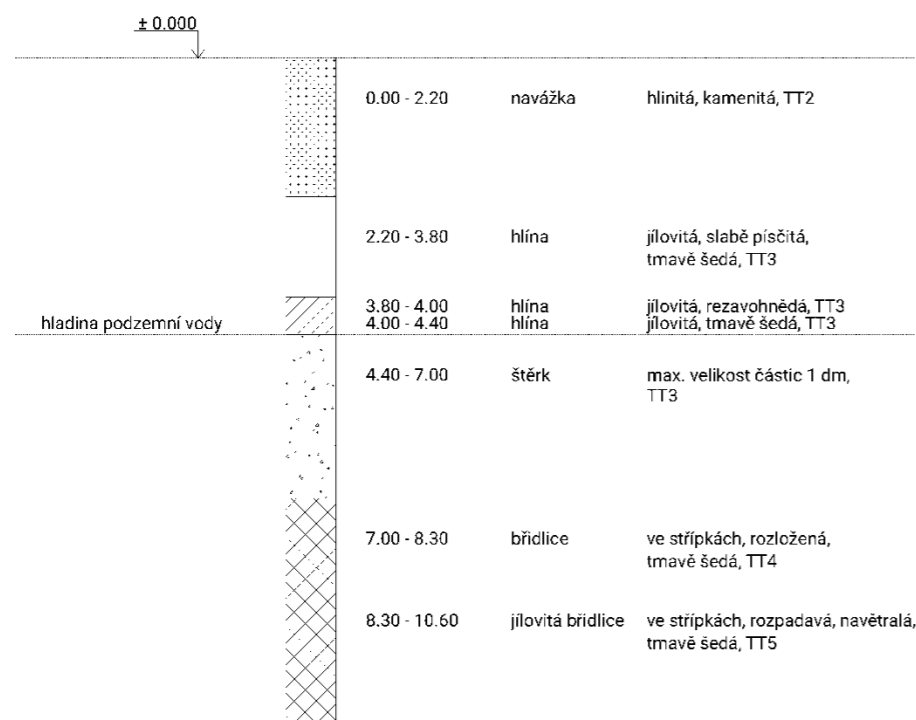 ± 0.000
0.00 - 2.20 navážka hlinitá, kamenitá, TT2
2.20 - 3.80 hlína jílovitá, slabě písčitá,
tmavě šedá, TT3
3.80 - 4.00 hlína jílovitá, rezavohnědá, TT3
hladina podzemní vody 4.00 - 4.40 hlína jílovitá, tmavě šedá, TT3
4.40 - 7.00 štěrk max. velikost částic 1 dm,
TT3
7.00 - 8.30 břidlice ve střípkách, rozložená,
tmavě šedá, TT4
8.30 - 10.60 jílovitá břidlice ve střípkách, rozpadavá, navětralá,
tmavě šedá, TT5